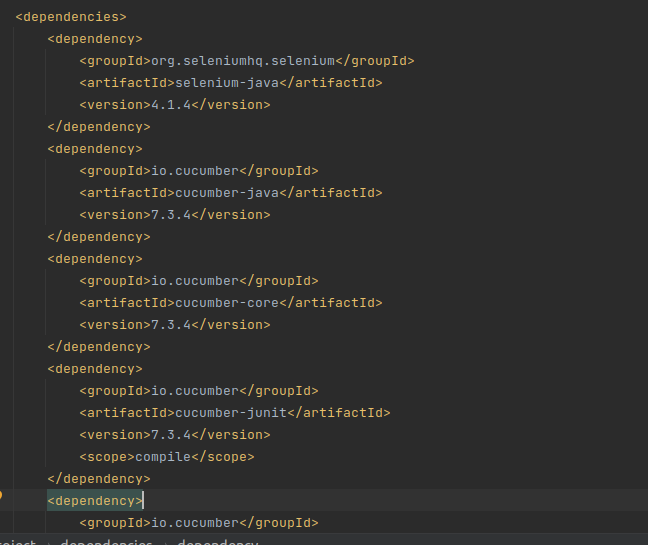 <dependencies>
<dependency>
<groupId>org.seleniumhq.selenium</groupId>
<artifactId>selenium-java</artifactId>
<version>4.1.4</version>
</dependency>
<dependency>
<groupId>io.cucumber</groupId>
<artifactId>cucumber-java</artifactId>
<version>7.3.4</version>
</dependency>
<dependency>
<groupId>io.cucumber</groupId>
<artifactId>cucumber-core</artifactId>
<version>7.3.4</version>
</dependency>
<dependency>
<groupId>io.cucumber</groupId>
<artifactId>cucumber-junit</artifactId>
<version>7.3.4</version>
<scope>compile</scope>
</dependency>
<dependency>
<groupId>io.cucumber</groupId>
dependencies › dependency